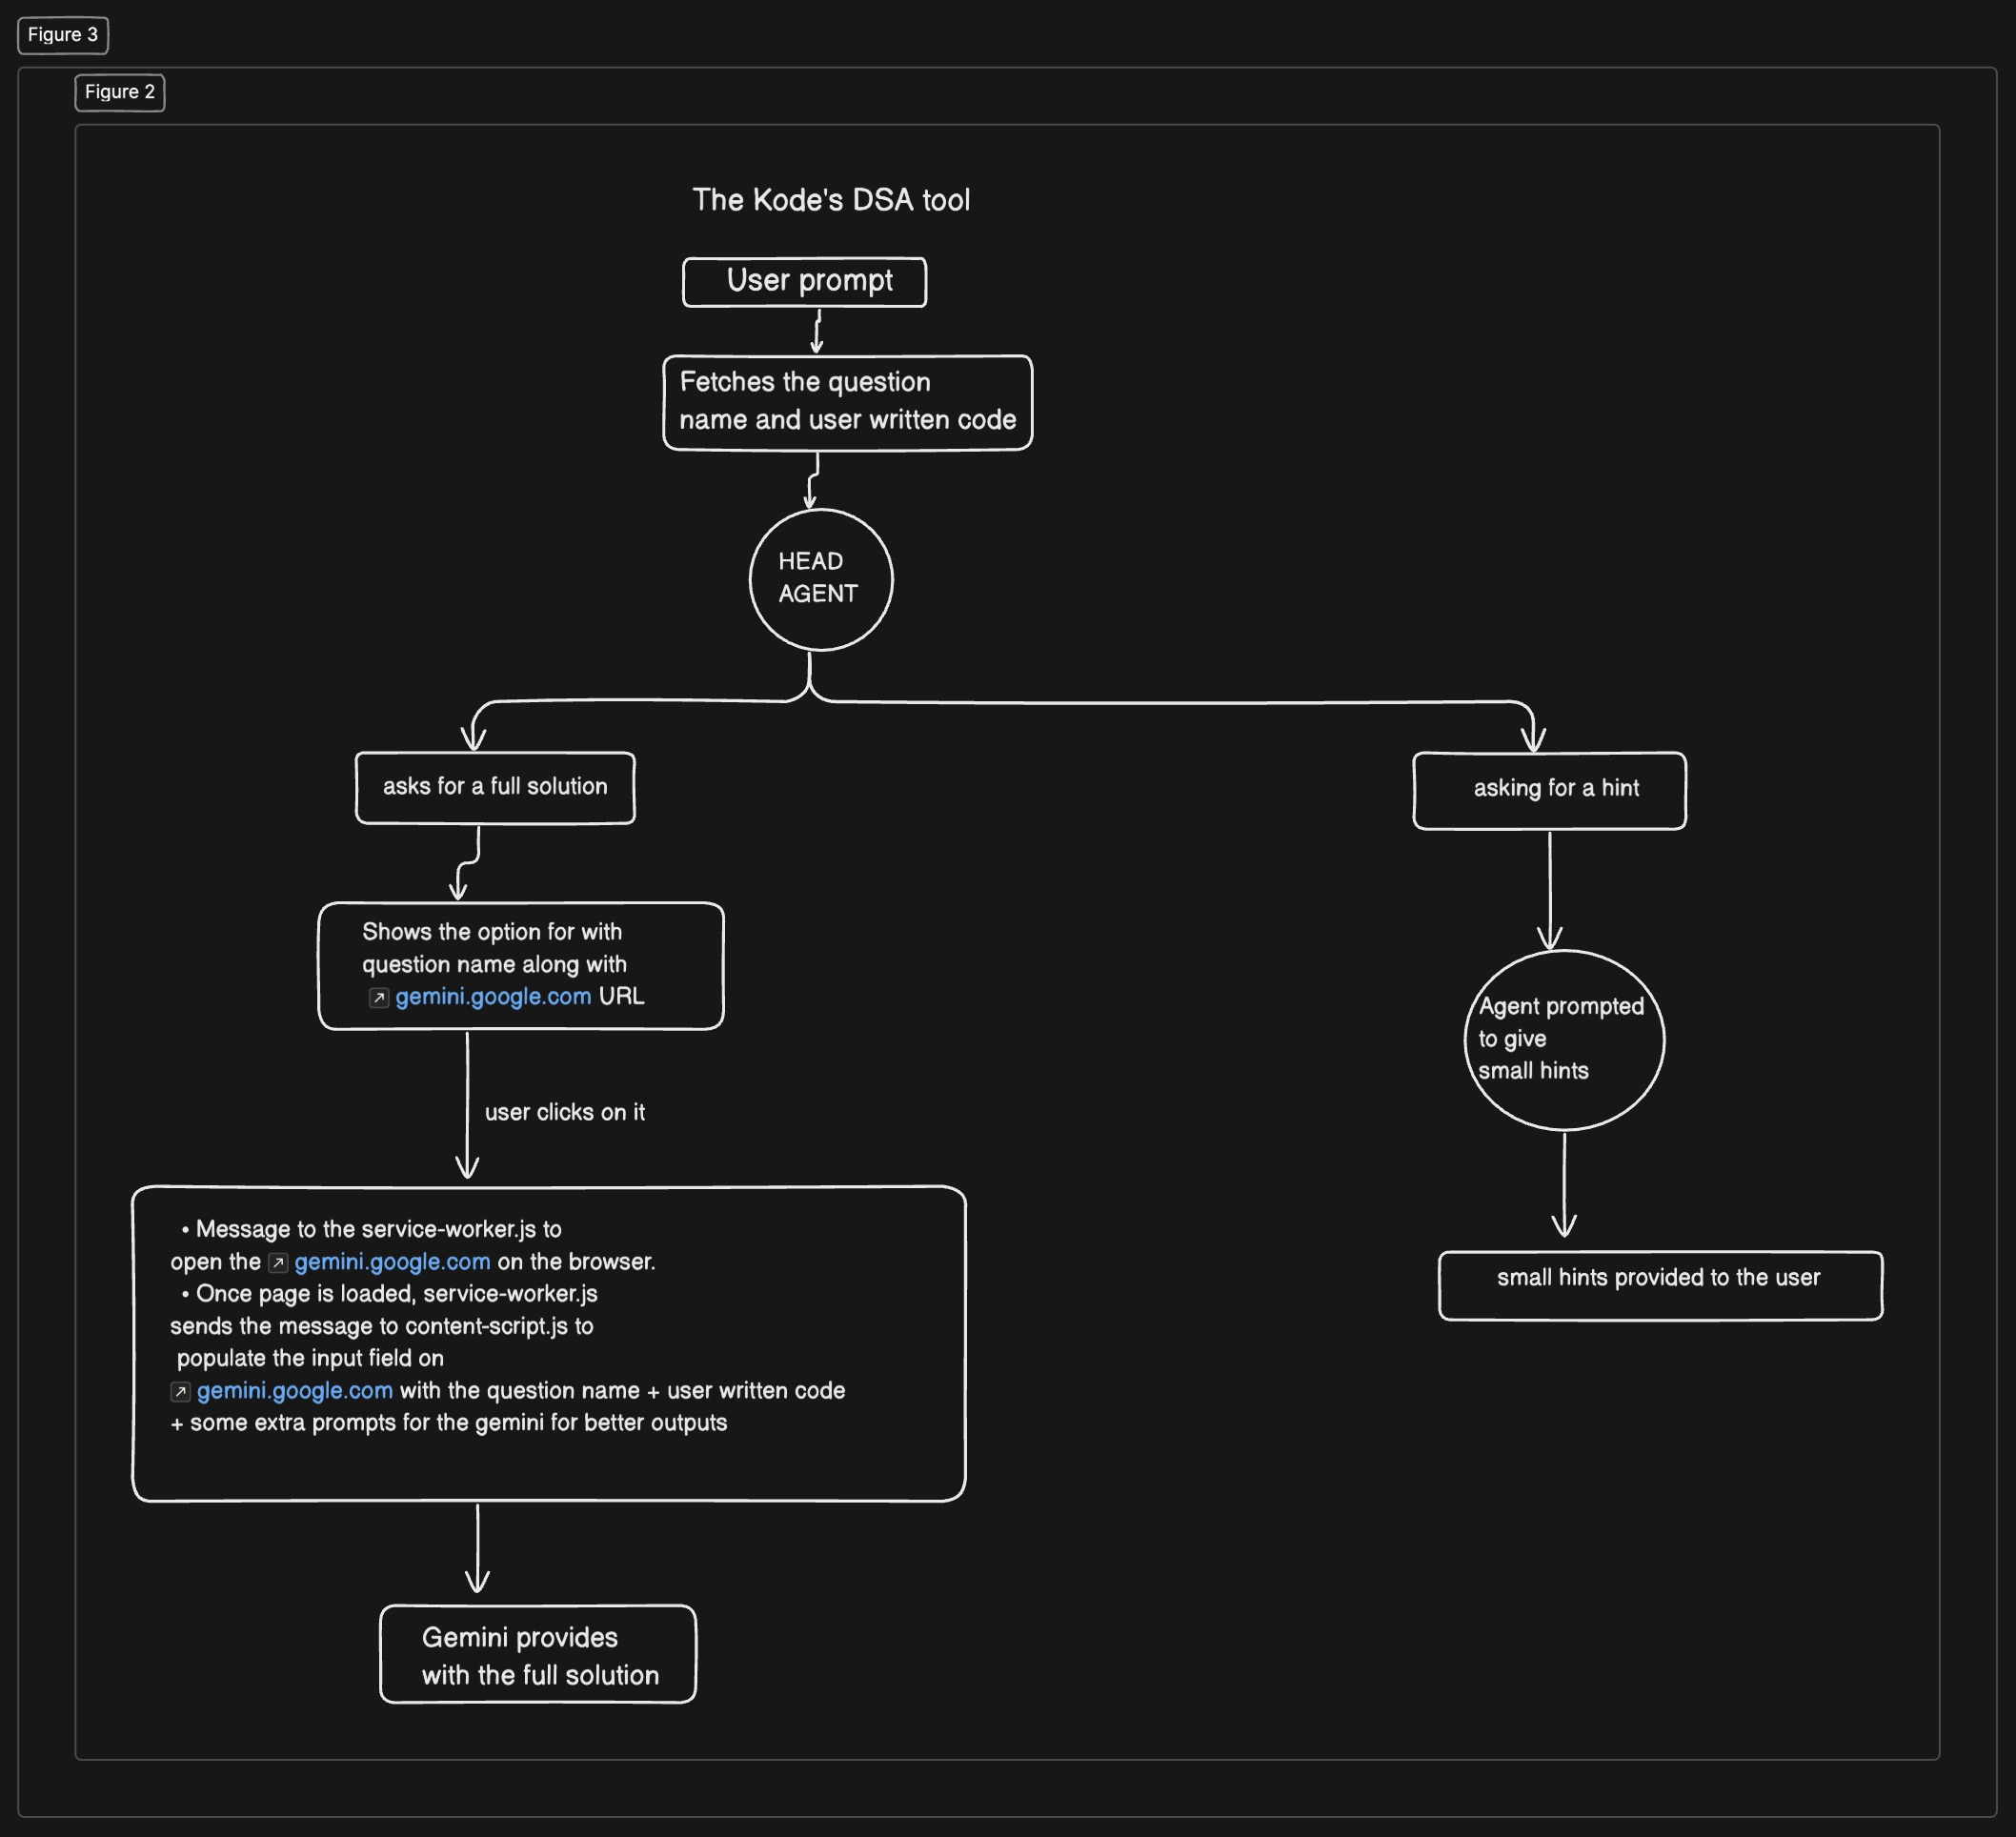 Figure 3
Figure 2
The Kode's DSA tool
User prompt
Fetches the question
name and user written code
HEAD
AGENT
asks for a full solution
asking for a hint
Shows the option for with
question name along with
gemini.google.com URL
Agent prompted
to give
small hints
user clicks on it
• Message to the service-worker.js to
open the gemini.google.com on the browser.
• Once page is loaded, service-worker.js
sends the message to content-script.js to
populate the input field on
gemini.google.com with the question name + user written code
+ some extra prompts for the gemini for better outputs
small hints provided to the user
Gemini provides
with the full solution